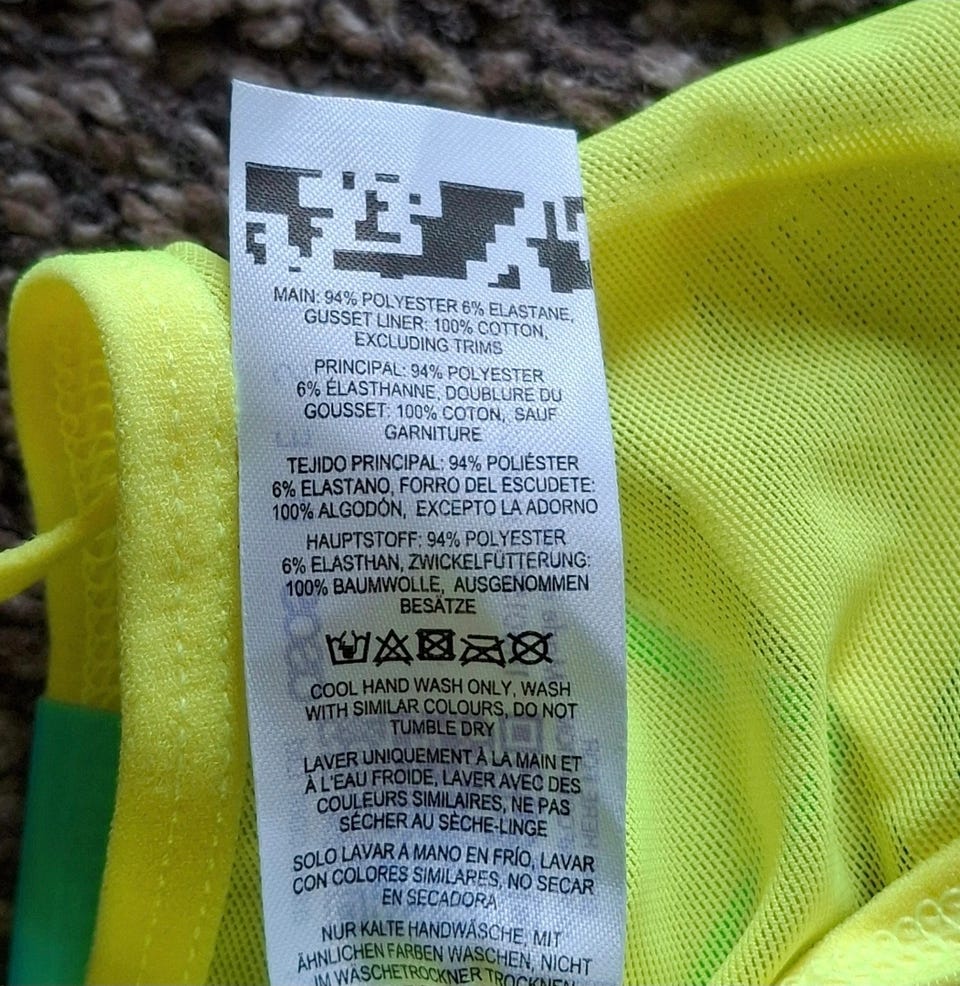 MAIN: 94% POLYESTER 6% ELASTANE,
GUSSET LINER: 100% COTTON,
EXCLUDING TRIMS
PRINCIPAL: 94% POLYESTER
6% ÉLASTHANNE, DOUBLURE DU
GOUSSET: 100% COTON, SAUF
GARNITURE
TEJIDO PRINCIPAL: 94% POLIÉSTER
6% ELASTANO, FORRO DEL ESCUDETE:
100% ALGODÓN, EXCEPTO LA ADORNO
HAUPTSTOFF: 94% POLYESTER
6% ELASTHAN, ZWICKELFÜTTERUNG:
100% BAUMWOLLE, AUSGENOMMEN
BESÄTZE
COOL HAND WASH ONLY, WASH
WITH SIMILAR COLOURS, DO NOT
TUMBLE DRY
LAVER UNIQUEMENT À LA MAIN ET
À L'EAU FROIDE, LAVER AVEC DES
COULEURS SIMILAIRES, NE PAS
SÉCHER AU SÈCHE-LINGE
SOLO LAVAR A MANO EN FRÍO, LAVAR
CON COLORES SIMILARES, NO SECAR
EN SECADORA
NUR KALTE HANDWÄSCHE, MIT
ÄHNLICHEN FARBEN WASCHEN, NICHT
IM WÄSCHETROCKNER TROCKNEN